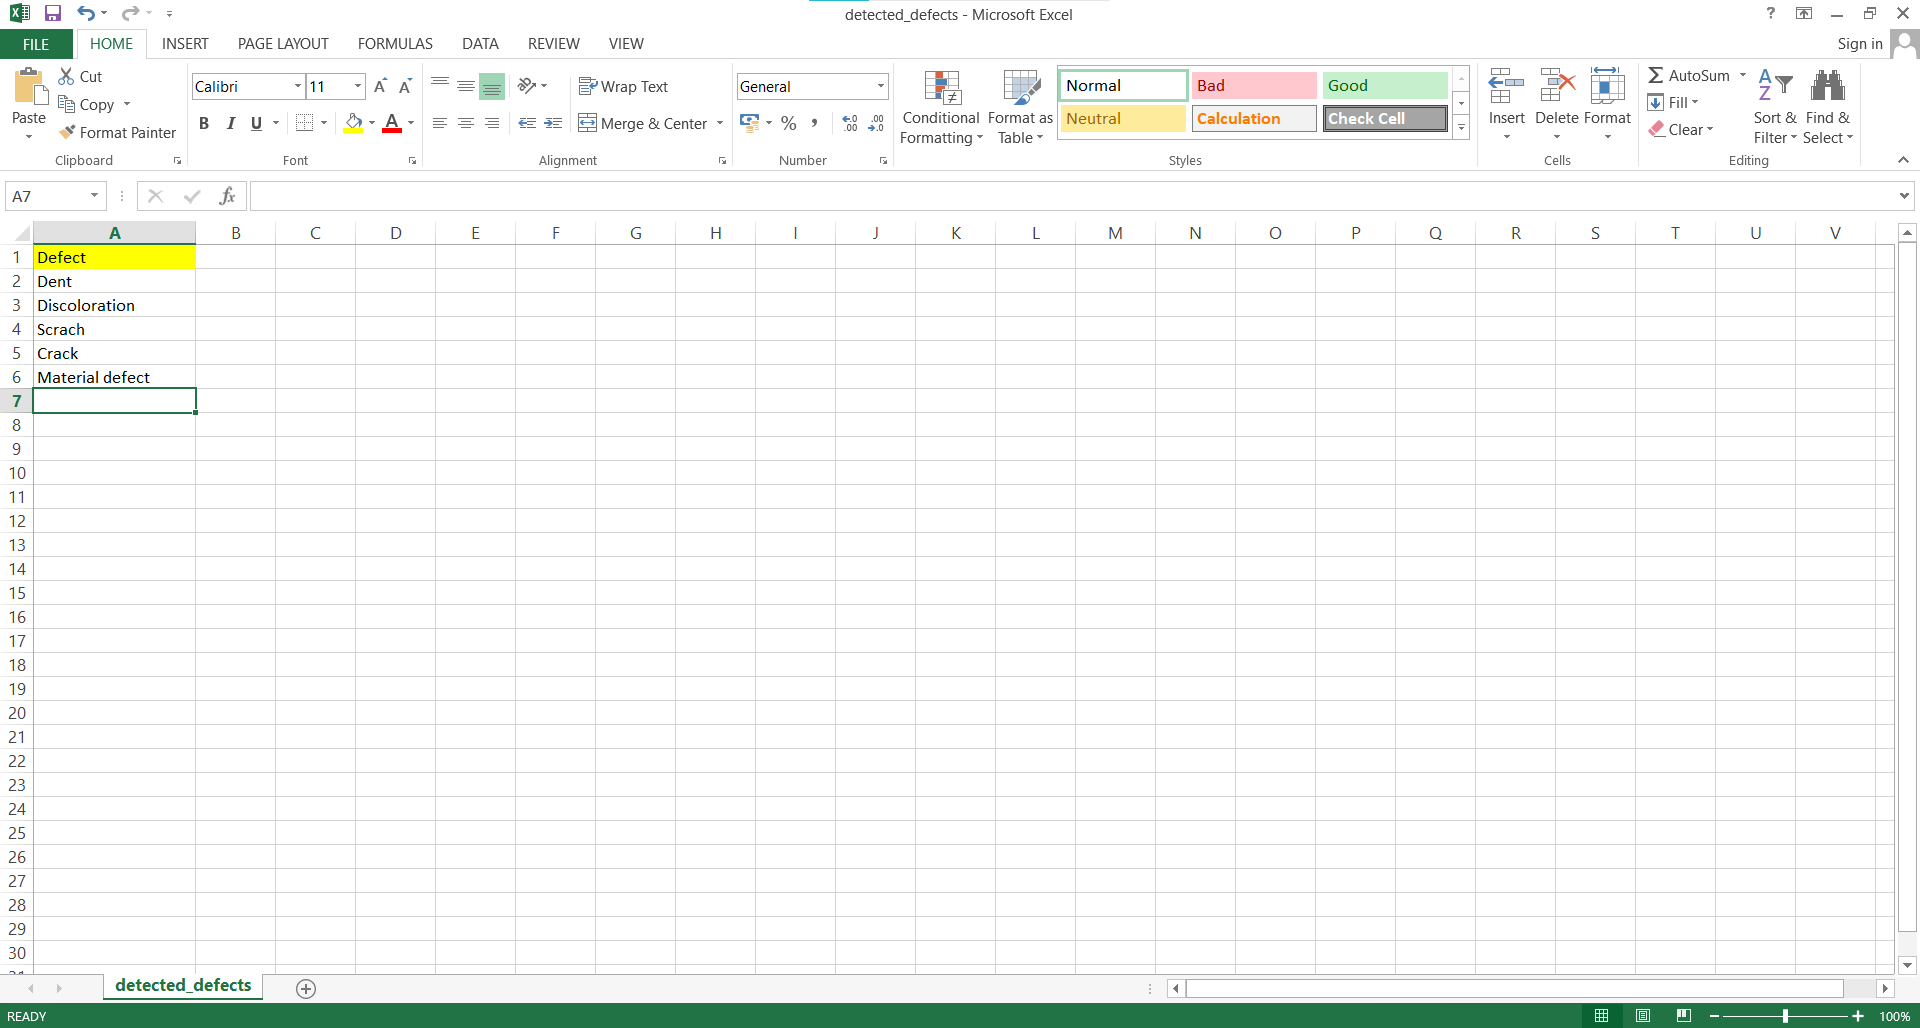 detected_defects - Microsoft Excel
?
FILE HOME INSERT PAGE LAYOUT FORMULAS DATA REVIEW VIEW
Sign in
Paste
Cut
Copy
Format Painter
Clipboard
Calibri 11
B I U
Font
Wrap Text
Merge & Center
Alignment
General
%
Number
Conditional Formatting
Format as Table
Normal Bad Good
Neutral Calculation Check Cell
Styles
Insert Delete Format
Cells
AutoSum
Fill
Clear
Sort & Filter
Find & Select
Editing
A7
fx
A B C D E F G H I J K L M N O P Q R S T U V
1 Defect
2 Dent
3 Discoloration
4 Scrach
5 Crack
6 Material defect
7
8
9
10
11
12
13
14
15
16
17
18
19
20
21
22
23
24
25
26
27
28
29
30
detected_defects
READY
100%